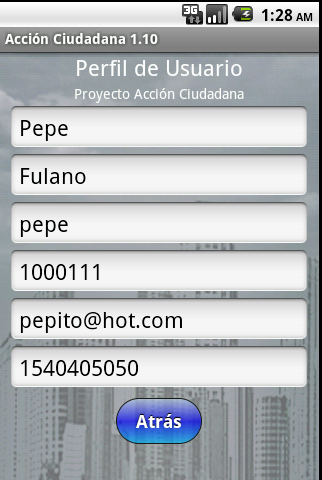 3G 1:28 AM
Acción Ciudadana 1.10
Perfil de Usuario
Proyecto Acción Ciudadana
Pepe
Fulano
pepe
1000111
pepito@hot.com
1540405050
Atrás